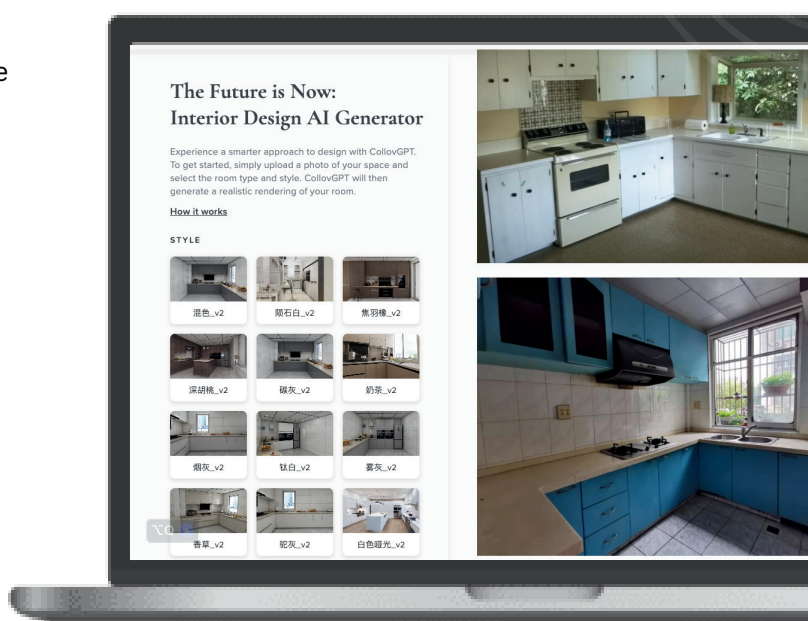 e
The Future is Now:
Interior Design AI Generator
Experience a smarter approach to design with CollovGPT.
To get started, simply upload a photo of your space and
select the room type and style. CollovGPT will then
generate a realistic rendering of your room.
How it works
STYLE
混色_v2
陨石白_v2
焦羽橡_v2
深胡桃_v2
碳灰_v2
奶茶_v2
烟灰_v2
钛白_v2
雾灰_v2
香草_v2
驼灰_v2
白色哑光_v2